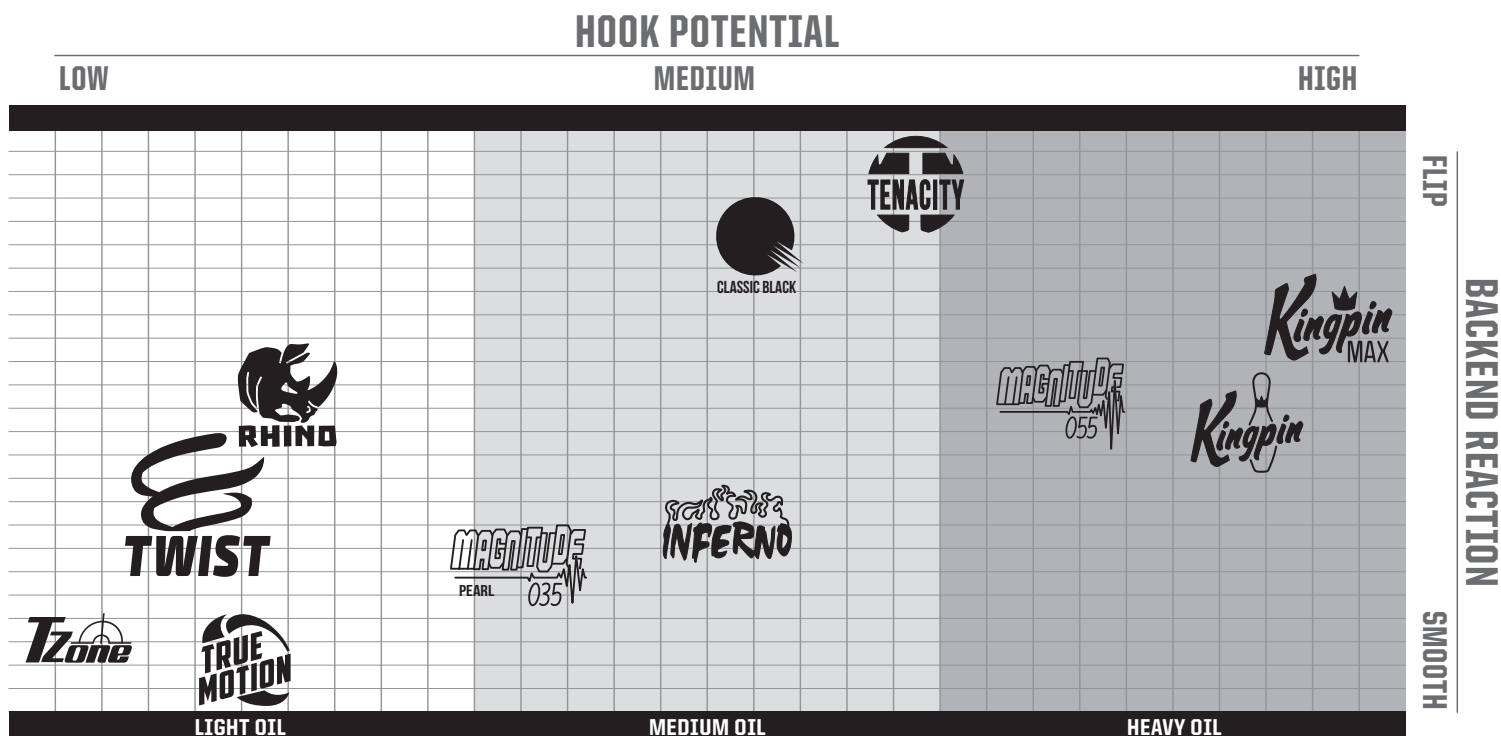 HOOK POTENTIAL
LOW
MEDIUM
HIGH
FLIP
TENACITY
CLASSIC BLACK
Kingpin
MAX
BACKEND REACTION
RHINO
MAGNITUDE
055
Kingpin
TWIST
MAGNITUDE
PEARL
035
INFERNO
TZone
TRUE
MOTION
SMOOTH
LIGHT OIL
MEDIUM OIL
HEAVY OIL